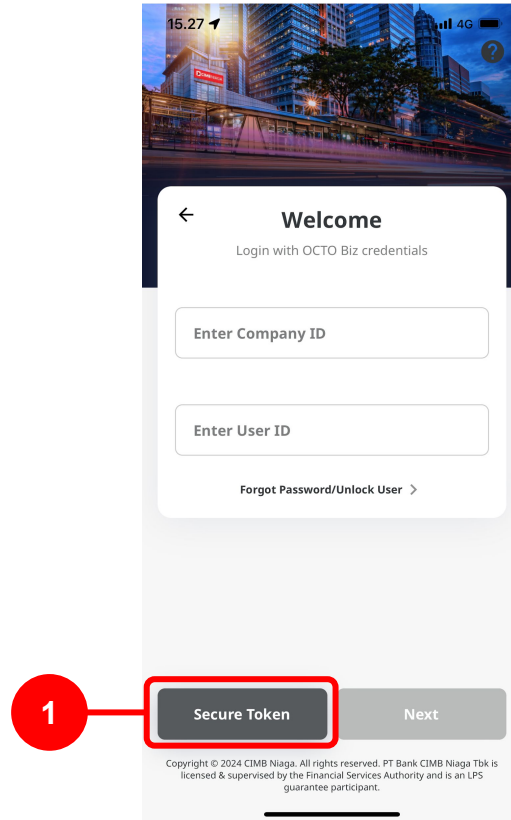 15.27
4G
?
CIMB NIAGA
Welcome
Login with OCTO Biz credentials
Enter Company ID
Enter User ID
Forgot Password/Unlock User
1
Secure Token
Next
Copyright © 2024 CIMB Niaga. All rights reserved. PT Bank CIMB Niaga Tbk is
licensed & supervised by the Financial Services Authority and is an LPS
guarantee participant.